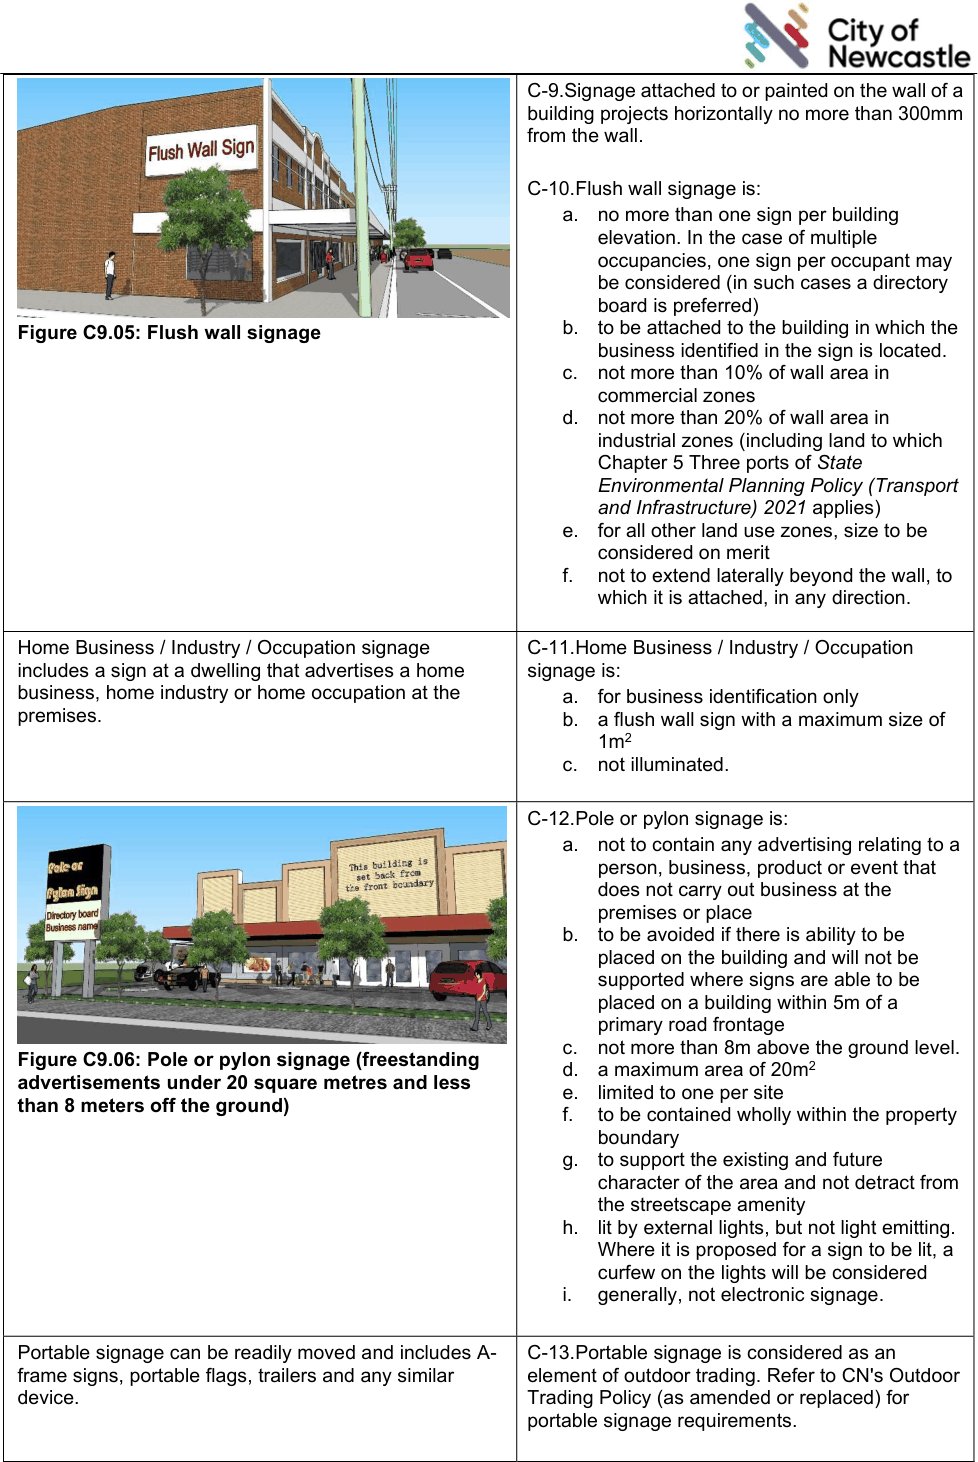 City of
Newcastle
Flush Wall Sign
Figure C9.05: Flush wall signage
C-9.Signage attached to or painted on the wall of a
building projects horizontally no more than 300mm
from the wall.
C-10.Flush wall signage is:
a. no more than one sign per building
elevation. In the case of multiple
occupancies, one sign per occupant may
be considered (in such cases a directory
board is preferred)
b. to be attached to the building in which the
business identified in the sign is located.
c. not more than 10% of wall area in
commercial zones
d. not more than 20% of wall area in
industrial zones (including land to which
Chapter 5 Three ports of State
Environmental Planning Policy (Transport
and Infrastructure) 2021 applies)
e. for all other land use zones, size to be
considered on merit
f. not to extend laterally beyond the wall, to
which it is attached, in any direction.
Home Business / Industry / Occupation signage
includes a sign at a dwelling that advertises a home
business, home industry or home occupation at the
premises.
C-11.Home Business / Industry / Occupation
signage is:
a. for business identification only
b. a flush wall sign with a maximum size of
1m²
c. not illuminated.
Pole or
Pylon Sign
Directory board
Business name
This building is
set back from
the front boundary
Figure C9.06: Pole or pylon signage (freestanding
advertisements under 20 square metres and less
than 8 meters off the ground)
C-12.Pole or pylon signage is:
a. not to contain any advertising relating to a
person, business, product or event that
does not carry out business at the
premises or place
b. to be avoided if there is ability to be
placed on the building and will not be
supported where signs are able to be
placed on a building within 5m of a
primary road frontage
c. not more than 8m above the ground level.
d. a maximum area of 20m²
e. limited to one per site
f. to be contained wholly within the property
boundary
g. to support the existing and future
character of the area and not detract from
the streetscape amenity
h. lit by external lights, but not light emitting.
Where it is proposed for a sign to be lit, a
curfew on the lights will be considered
i. generally, not electronic signage.
Portable signage can be readily moved and includes A-
frame signs, portable flags, trailers and any similar
device.
C-13.Portable signage is considered as an
element of outdoor trading. Refer to CN's Outdoor
Trading Policy (as amended or replaced) for
portable signage requirements.